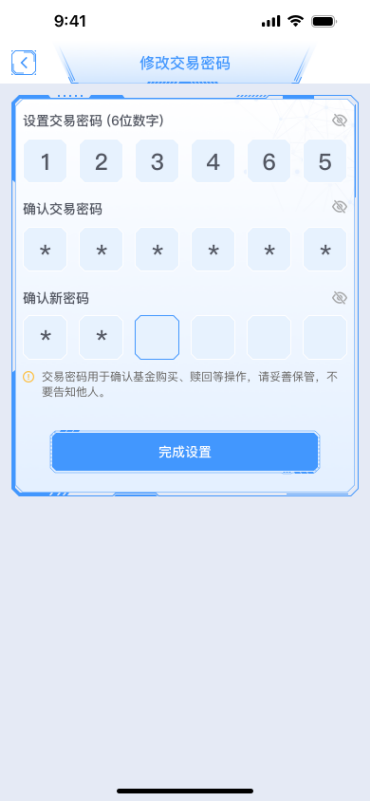 9:41
修改交易密码
设置交易密码 (6位数字)
1 2 3 4 6 5
确认交易密码
* * * * * *
确认新密码
* *
交易密码用于确认基金购买、赎回等操作，请妥善保管，不
要告知他人。
完成设置